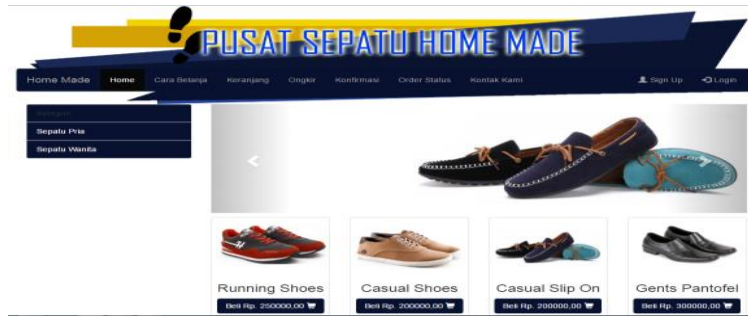 PUSAT SEPATU HOME MADE
Home Made Home Cara Belanja Keranjang Ongkir Konfirmasi Order Status Kontak Kami Sign Up Login
Kategori
Sepatu Pria
Sepatu Wanita
Running Shoes
Beli Rp. 250000,00
Casual Shoes
Beli Rp. 200000,00
Casual Slip On
Beli Rp. 200000,00
Gents Pantofel
Beli Rp. 300000,00